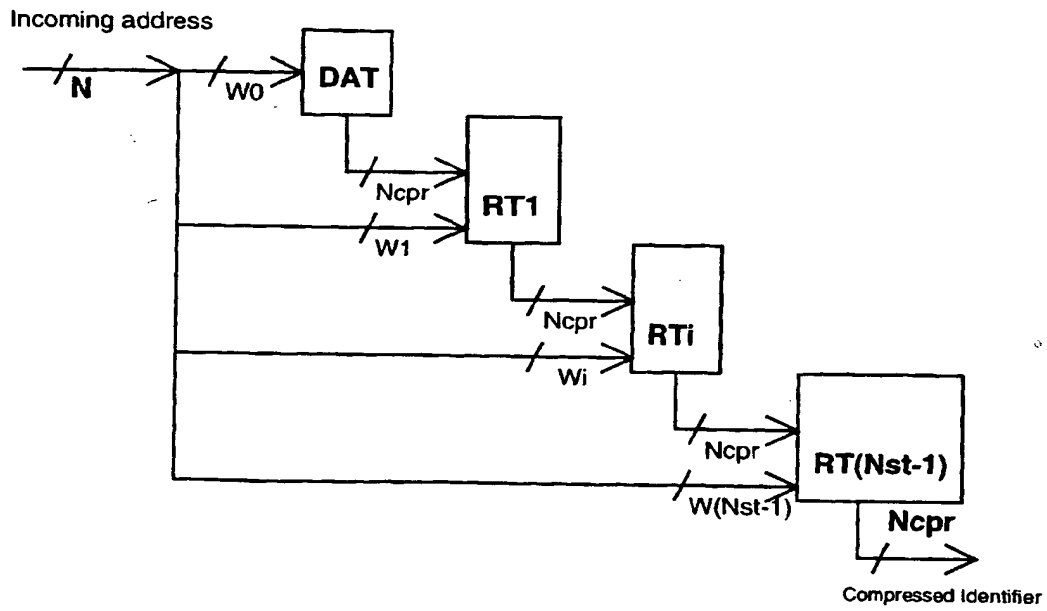 Incoming address
N
W0
DAT
Ncpr
RT1
W1
Ncpr
RTi
Wi
Ncpr
RT(Nst-1)
W(Nst-1)
Ncpr
Compressed Identifier